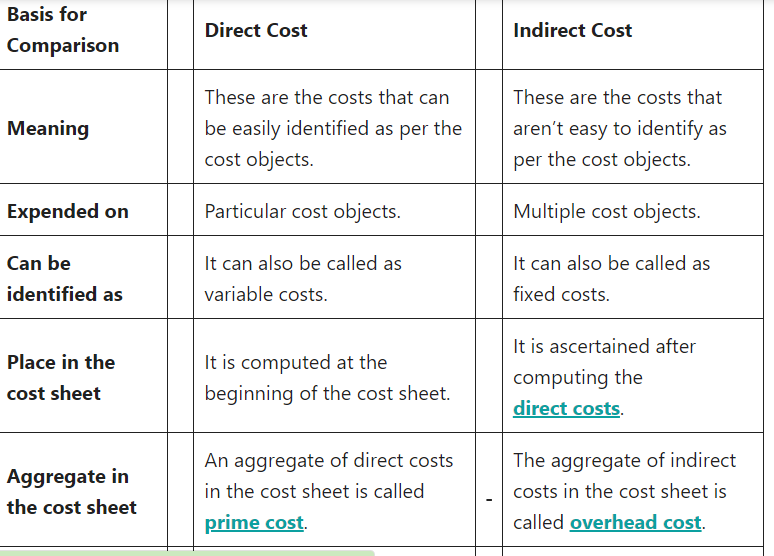 Basis for
Comparison
Direct Cost
Indirect Cost
Meaning
These are the costs that can
be easily identified as per the
cost objects.
These are the costs that
aren’t easy to identify as
per the cost objects.
Expended on
Particular cost objects.
Multiple cost objects.
Can be
identified as
It can also be called as
variable costs.
It can also be called as
fixed costs.
Place in the
cost sheet
It is computed at the
beginning of the cost sheet.
It is ascertained after
computing the
direct costs.
Aggregate in
the cost sheet
An aggregate of direct costs
in the cost sheet is called
prime cost.
-
The aggregate of indirect
costs in the cost sheet is
called overhead cost.